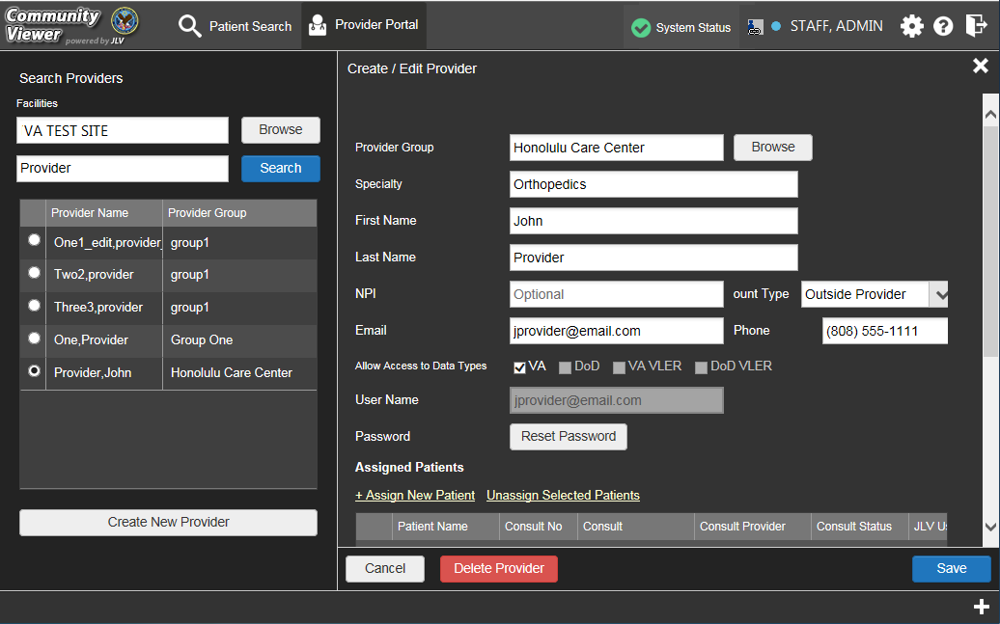 Community
Viewer powered by JLV
Patient Search
Provider Portal
System Status
STAFF, ADMIN
Search Providers
Facilities
VA TEST SITE
Browse
Provider
Search
Provider Name Provider Group
One1_edit,provider group1
Two2,provider group1
Three3,provider group1
One,Provider Group One
Provider,John Honolulu Care Center
Create New Provider
Create / Edit Provider
Provider Group Honolulu Care Center Browse
Specialty Orthopedics
First Name John
Last Name Provider
NPI Optional ount Type Outside Provider
Email jprovider@email.com Phone (808) 555-1111
Allow Access to Data Types VA DoD VA VLER DoD VLER
User Name jprovider@email.com
Password Reset Password
Assigned Patients
+ Assign New Patient Unassign Selected Patients
Patient Name Consult No Consult Consult Provider Consult Status JLV Us
Cancel Delete Provider Save